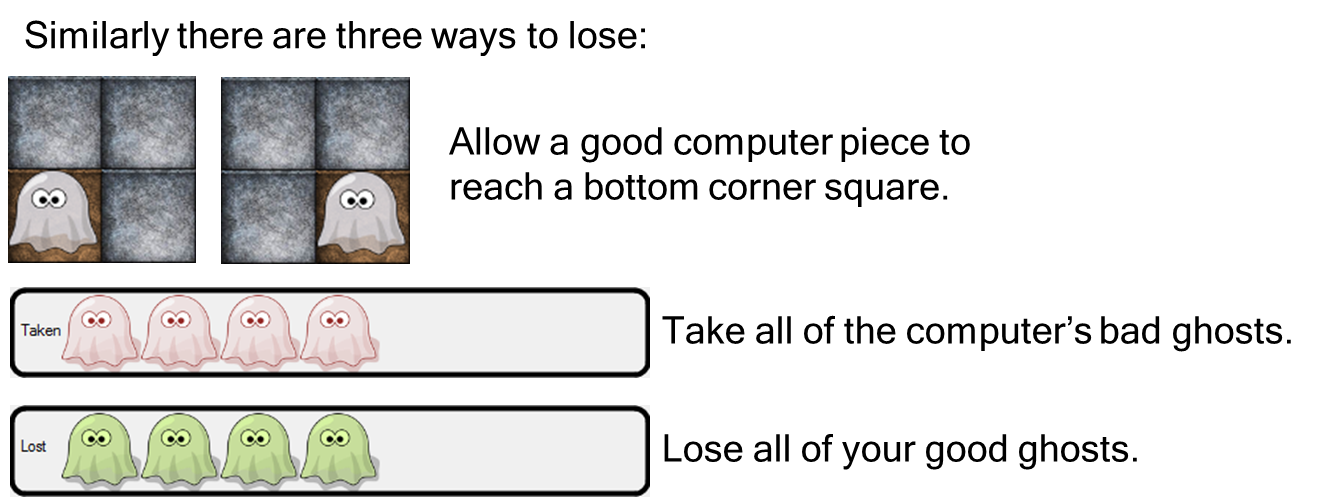 Similarly there are three ways to lose:
Allow a good computer piece to
reach a bottom corner square.
Taken
Take all of the computer’s bad ghosts.
Lost
Lose all of your good ghosts.